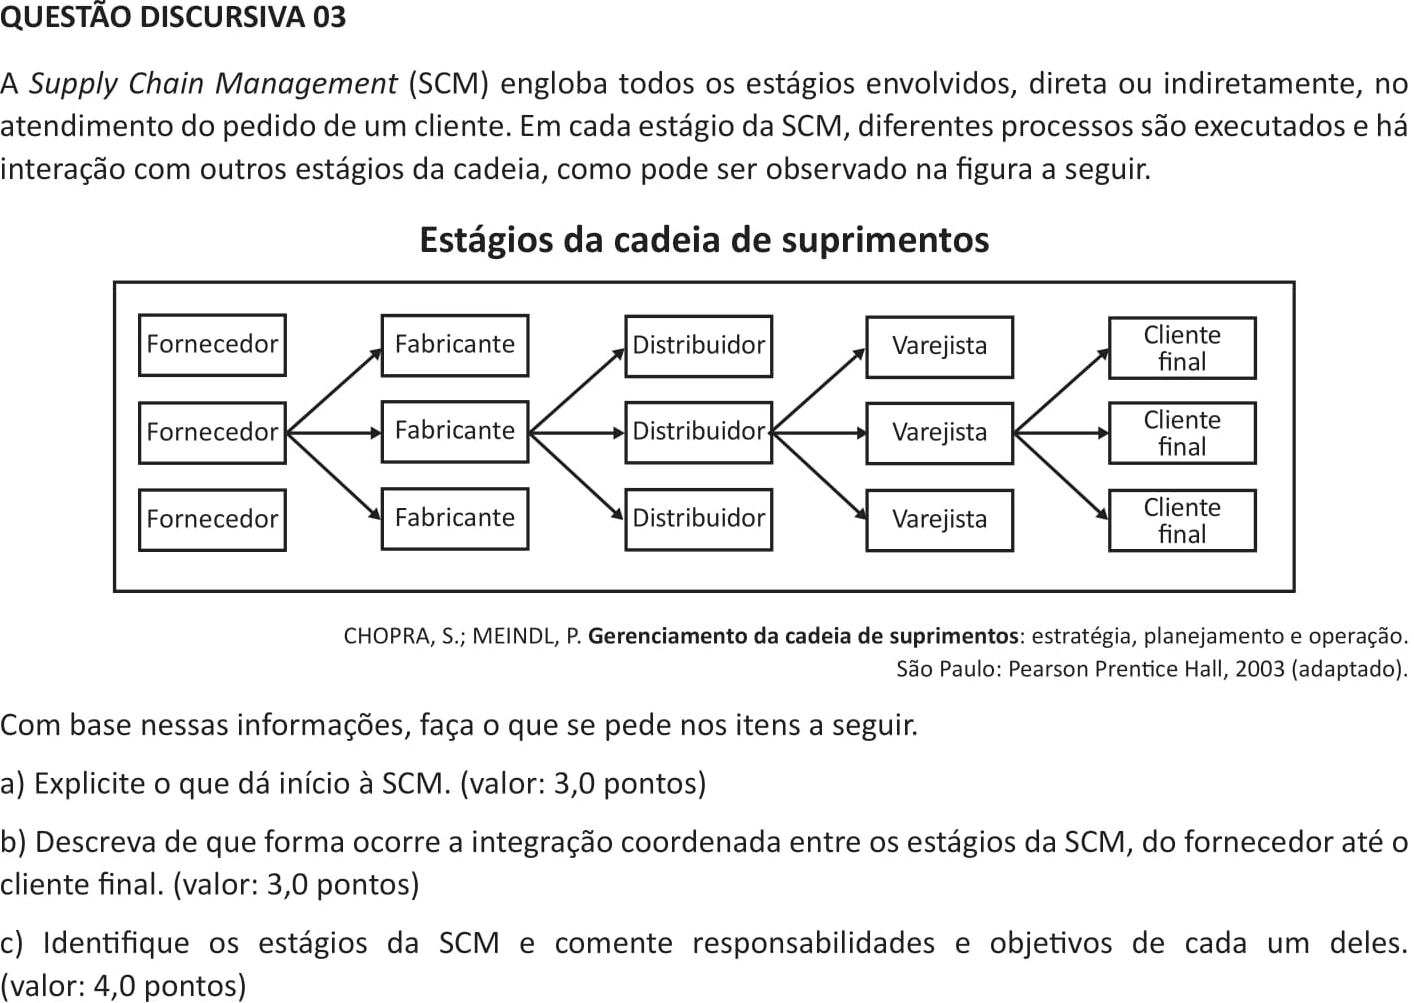 QUESTÃO DISCURSIVA 03
A Supply Chain Management (SCM) engloba todos os estágios envolvidos, direta ou indiretamente, no
atendimento do pedido de um cliente. Em cada estágio da SCM, diferentes processos são executados e há
interação com outros estágios da cadeia, como pode ser observado na figura a seguir.
Estágios da cadeia de suprimentos
Fornecedor Fabricante Distribuidor Varejista Cliente
final
Fornecedor Fabricante Distribuidor Varejista Cliente
final
Fornecedor Fabricante Distribuidor Varejista Cliente
final
CHOPRA, S.; MEINDL, P. Gerenciamento da cadeia de suprimentos: estratégia, planejamento e operação.
São Paulo: Pearson Prentice Hall, 2003 (adaptado).
Com base nessas informações, faça o que se pede nos itens a seguir.
a) Explicite o que dá início à SCM. (valor: 3,0 pontos)
b) Descreva de que forma ocorre a integração coordenada entre os estágios da SCM, do fornecedor até o
cliente final. (valor: 3,0 pontos)
c) Identifique os estágios da SCM e comente responsabilidades e objetivos de cada um deles.
(valor: 4,0 pontos)